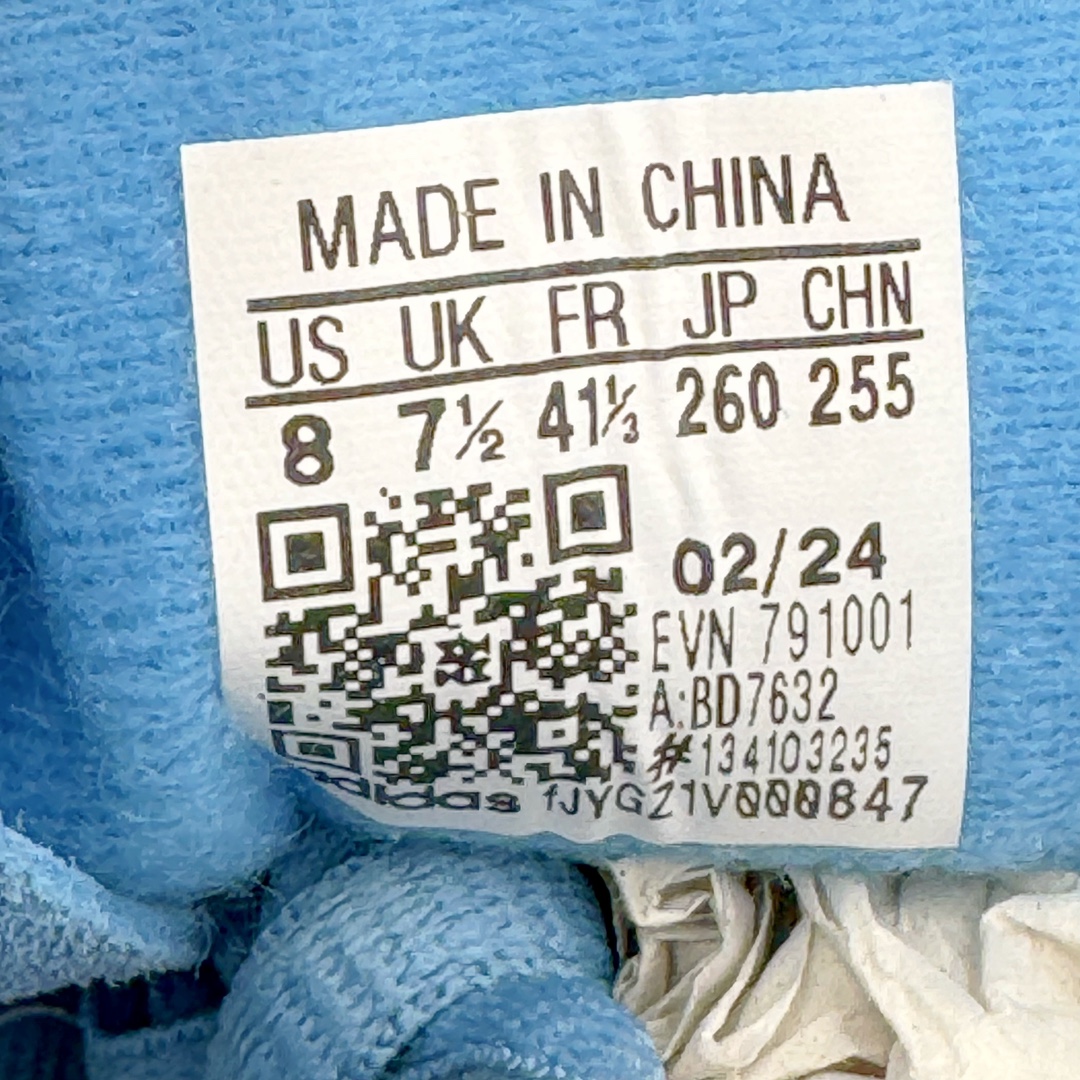 MADE IN CHINA
US UK FR JP CHN
8 7½ 41⅓ 260 255
02/24
EVN 791001
A:BD7632
#134103235
adidas fJYGZ1V000847